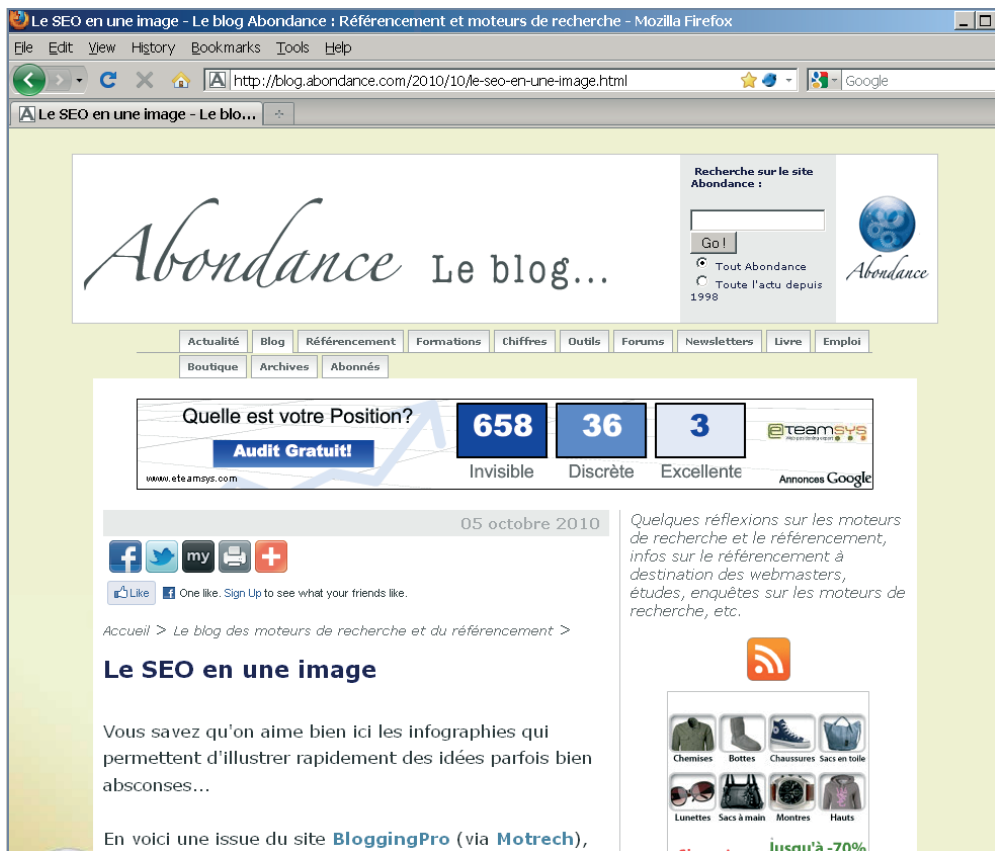 Le SEO en une image - Le blog Abondance : Référencement et moteurs de recherche - Mozilla Firefox
File Edit View History Bookmarks Tools Help
http://blog.abondance.com/2010/10/le-seo-en-une-image.html
Google
Le SEO en une image - Le blo...
Abondance Le blog...
Recherche sur le site
Abondance :
Go !
Tout Abondance
Toute l'actu depuis
1998
Abondance
Actualité Blog Référencement Formations Chiffres Outils Forums Newsletters Livre Emploi
Boutique Archives Abonnés
Quelle est votre Position?
Audit Gratuit!
www.eteamsys.com
658 36 3
Invisible Discrète Excellente
eteamsys
Annonces Google
05 octobre 2010
my
Like One like. Sign Up to see what your friends like.
Accueil > Le blog des moteurs de recherche et du référencement >
Le SEO en une image
Vous savez qu'on aime bien ici les infographies qui
permettent d'illustrer rapidement des idées parfois bien
absconses...
En voici une issue du site BloggingPro (via Motrech),
Quelques réflexions sur les moteurs
de recherche et le référencement,
infos sur le référencement à
destination des webmasters,
études, enquêtes sur les moteurs de
recherche, etc.
Chemises Bottes Chaussures Sacs en toile
Lunettes Sacs à main Montres Hauts
Jusqu'à -70%